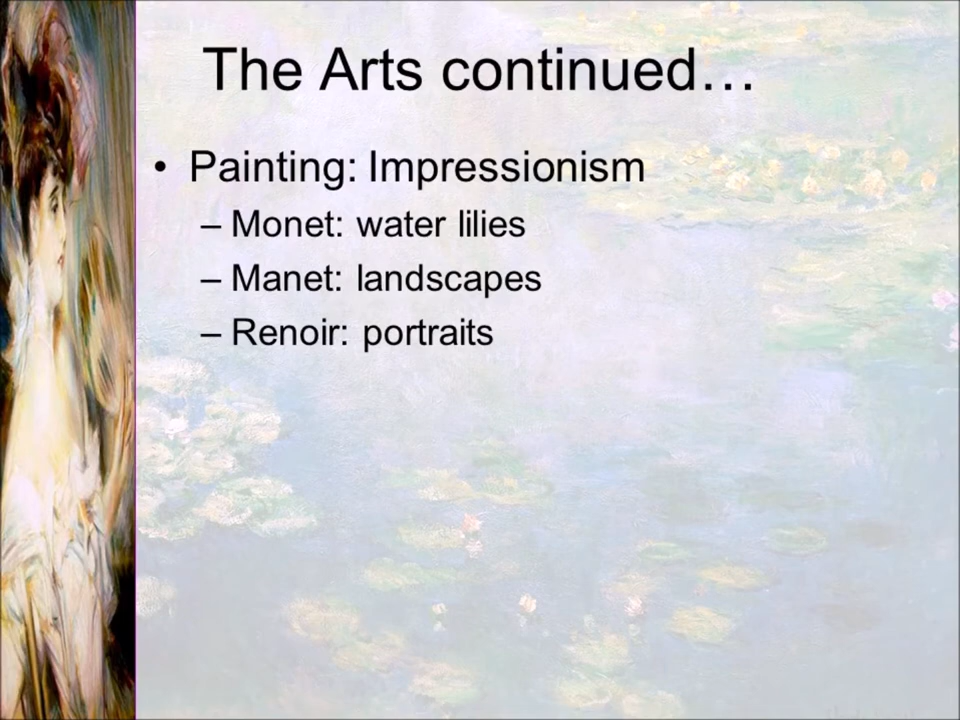 The Arts continued…
• Painting: Impressionism
– Monet: water lilies
– Manet: landscapes
– Renoir: portraits